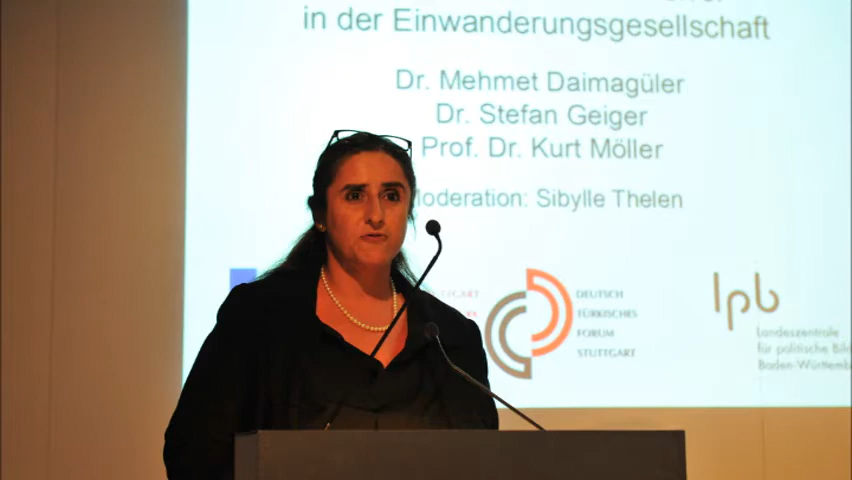 in der Einwanderungsgesellschaft
Dr. Mehmet Daimagüler
Dr. Stefan Geiger
Prof. Dr. Kurt Möller
Moderation: Sibylle Thelen
DEUTSCH
TÜRKISCHES
FORUM
STUTTGART
lpb
Landeszentrale
für politische Bil
Baden-Württemb